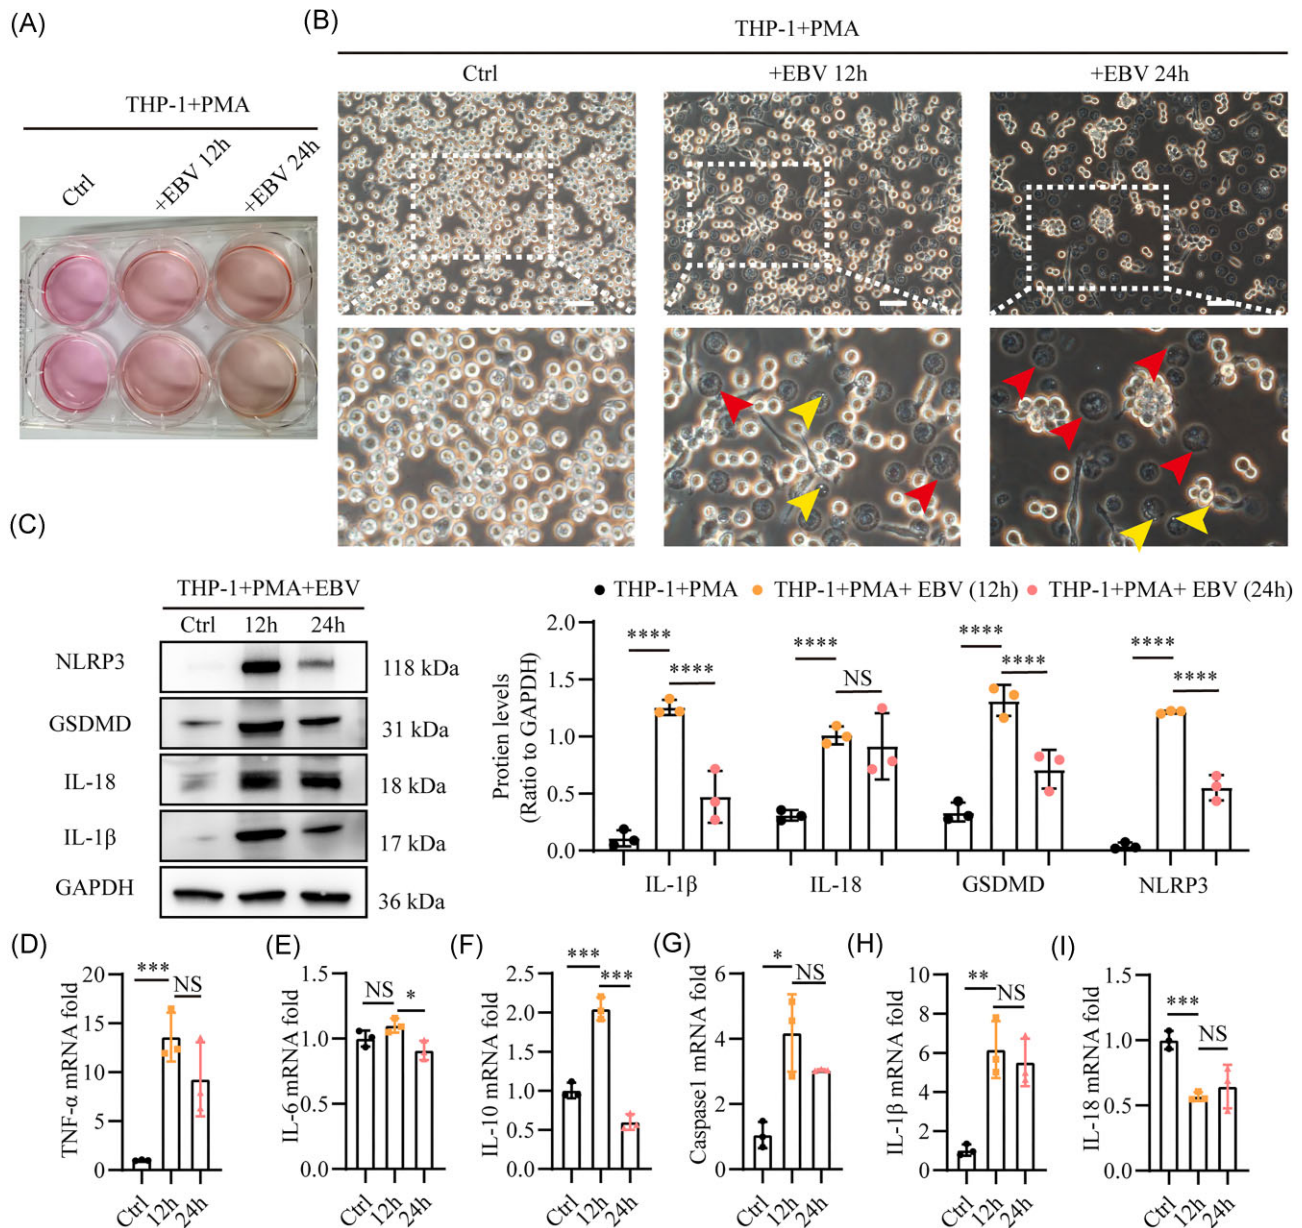 (A)
THP-1+PMA
Ctrl
+EBV 12h
+EBV 24h
(B)
THP-1+PMA
Ctrl
+EBV 12h
+EBV 24h
(C)
THP-1+PMA+EBV
Ctrl 12h 24h
NLRP3 118 kDa
GSDMD 31 kDa
IL-18 18 kDa
IL-1β 17 kDa
GAPDH 36 kDa
THP-1+PMA THP-1+PMA+ EBV (12h) THP-1+PMA+ EBV (24h)
Protien levels
(Ratio to GAPDH)
2.0
1.5
1.0
0.5
0.0
**** ****
**** NS
**** ****
**** ****
IL-1β IL-18 GSDMD NLRP3
(D)
TNF-α mRNA fold
20
15
10
5
0
*** NS
Ctrl 12h 24h
(E)
IL-6 mRNA fold
1.5
1.0
0.5
0.0
NS *
Ctrl 12h 24h
(F)
IL-10 mRNA fold
2.5
2.0
1.5
1.0
0.5
0.0
*** ***
Ctrl 12h 24h
(G)
Caspase1 mRNA fold
6
4
2
0
* NS
Ctrl 12h 24h
(H)
IL-1β mRNA fold
10
8
6
4
2
0
** NS
Ctrl 12h 24h
(I)
IL-18 mRNA fold
1.5
1.0
0.5
0.0
*** NS
Ctrl 12h 24h